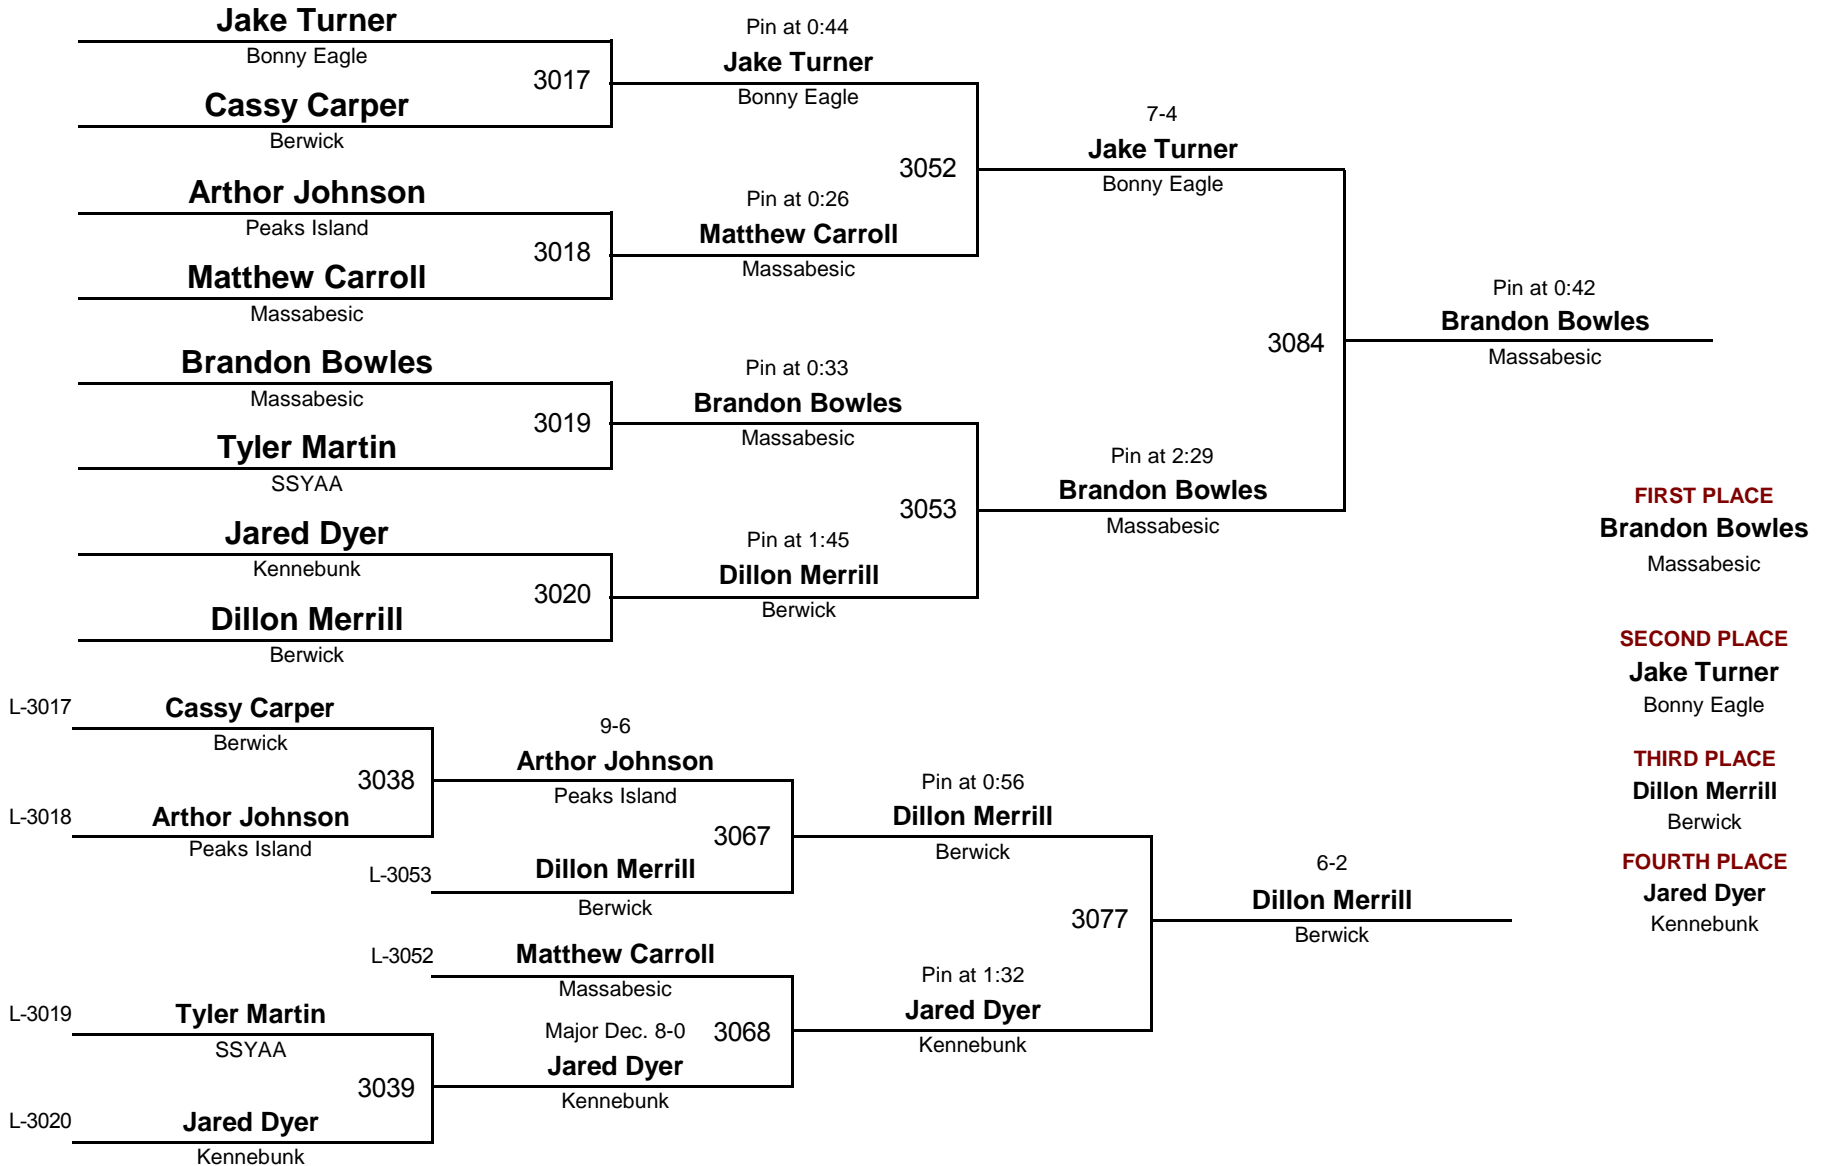 Jake Turner
Bonny Eagle
3017
Cassy Carper
Berwick
Arthor Johnson
Peaks Island
3018
Matthew Carroll
Massabesic
Brandon Bowles
Massabesic
3019
Tyler Martin
SSYAA
Jared Dyer
Kennebunk
3020
Dillon Merrill
Berwick
Pin at 0:44
Jake Turner
Bonny Eagle
3052
Pin at 0:26
Matthew Carroll
Massabesic
Pin at 0:33
Brandon Bowles
Massabesic
3053
Pin at 1:45
Dillon Merrill
Berwick
7-4
Jake Turner
Bonny Eagle
3084
Pin at 2:29
Brandon Bowles
Massabesic
Pin at 0:42
Brandon Bowles
Massabesic
FIRST PLACE
Brandon Bowles
Massabesic
SECOND PLACE
Jake Turner
Bonny Eagle
THIRD PLACE
Dillon Merrill
Berwick
FOURTH PLACE
Jared Dyer
Kennebunk
L-3017
Cassy Carper
Berwick
3038
L-3018
Arthor Johnson
Peaks Island
9-6
Arthor Johnson
Peaks Island
3067
L-3053
Dillon Merrill
Berwick
L-3052
Matthew Carroll
Massabesic
Major Dec. 8-0
3068
Jared Dyer
Kennebunk
L-3019
Tyler Martin
SSYAA
3039
L-3020
Jared Dyer
Kennebunk
Pin at 0:56
Dillon Merrill
Berwick
3077
Pin at 1:32
Jared Dyer
Kennebunk
6-2
Dillon Merrill
Berwick